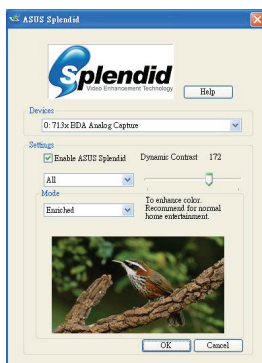 ASUS Splendid
Splendid
Video Enhancement Technology
Help
Devices
0: 713x BDA Analog Capture
Settings
Enable ASUS Splendid
Dynamic Contrast 172
All
Mode
Enriched
To enhance color.
Recommend for normal
home entertainment.
OK
Cancel